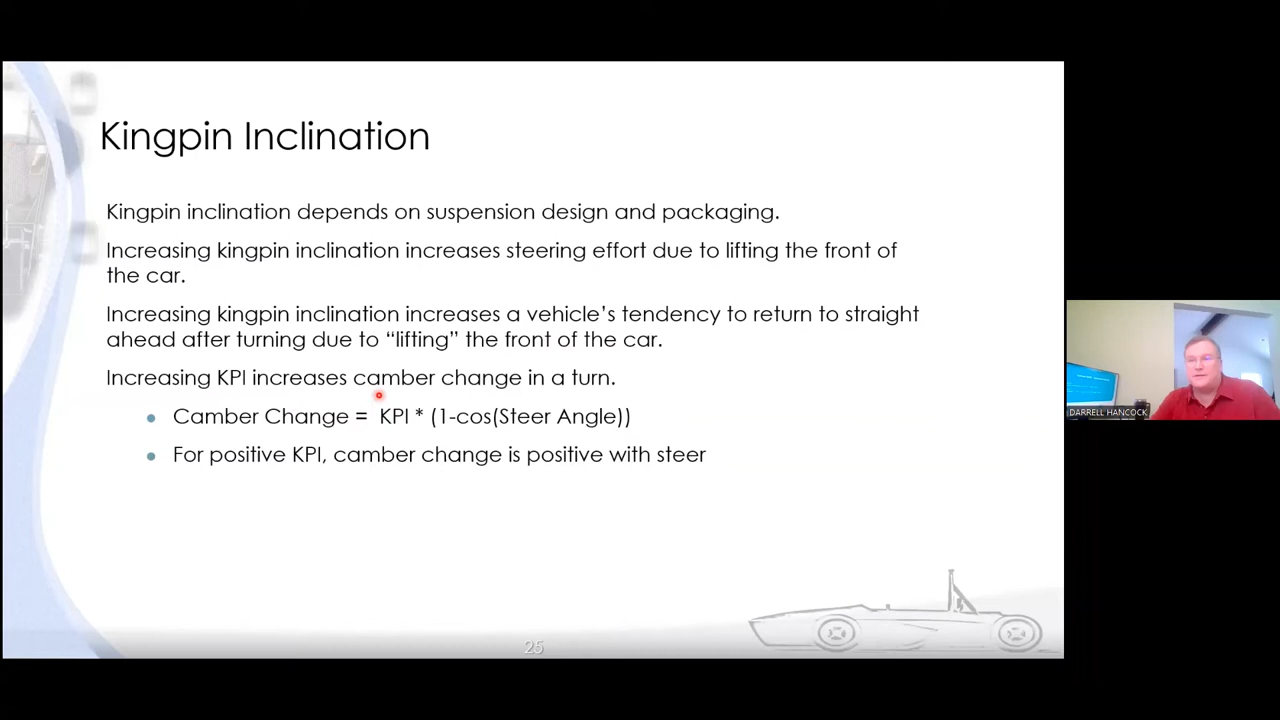 Kingpin Inclination
Kingpin inclination depends on suspension design and packaging.
Increasing kingpin inclination increases steering effort due to lifting the front of
the car.
Increasing kingpin inclination increases a vehicle’s tendency to return to straight
ahead after turning due to “lifting” the front of the car.
Increasing KPI increases camber change in a turn.
• Camber Change = KPI * (1-cos(Steer Angle))
• For positive KPI, camber change is positive with steer
25
DARRELL HANCOCK